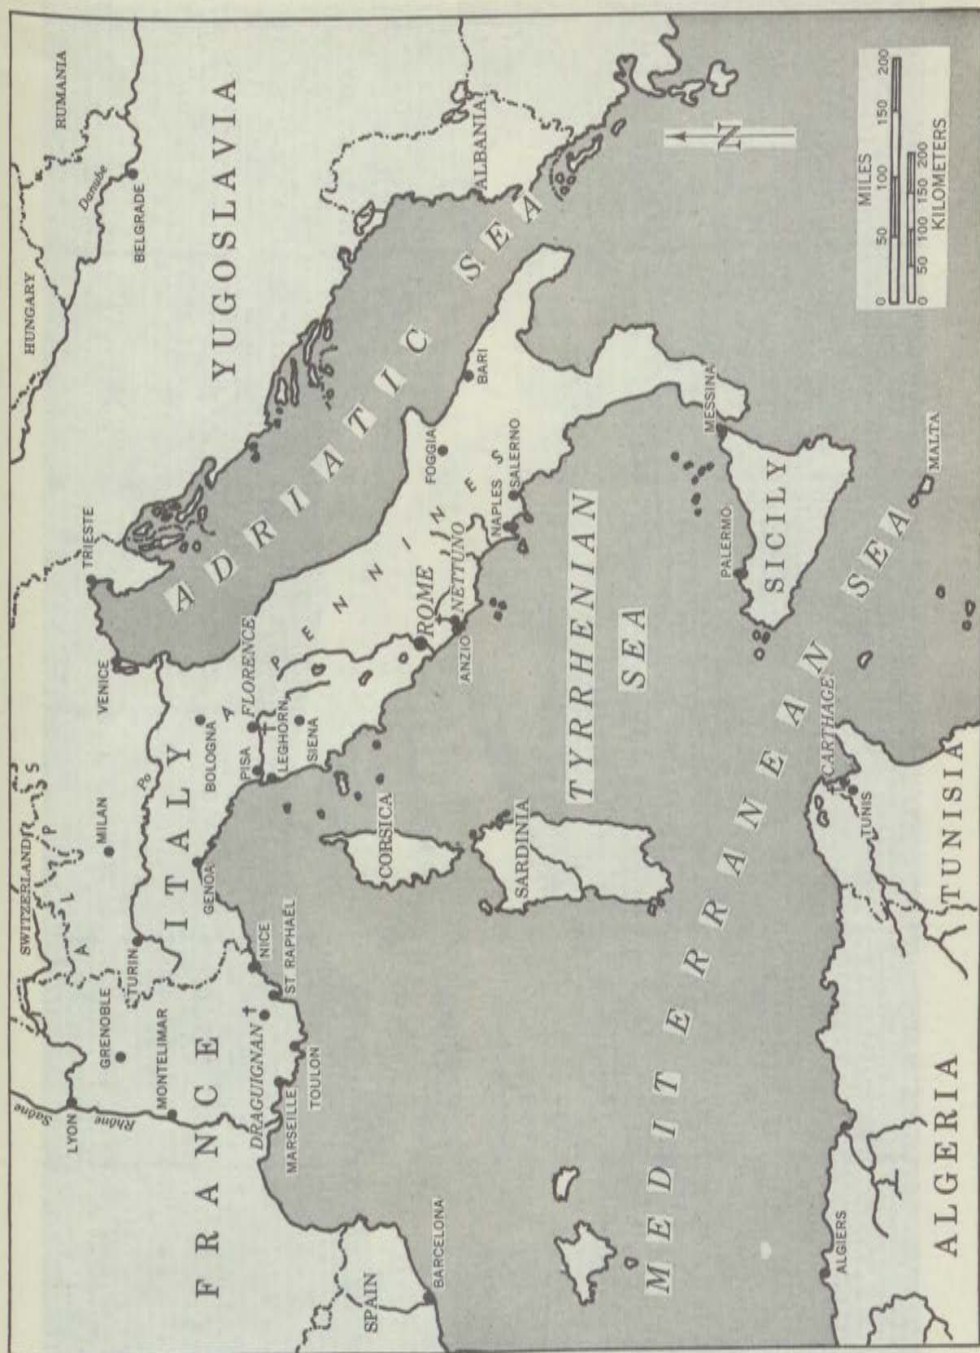 HUNGARY
RUMANIA
Danube
BELGRADE
YUGOSLAVIA
ALBANIA
SWITZERLAND
ALPS
Saône
LYON
Rhône
GRENOBLE
MONTELIMAR
FRANCE
DRAGUIGNAN
MARSEILLE
TOULON
ST RAPHAËL
NICE
SPAIN
BARCELONA
TURIN
MILAN
Po
ITALY
GENOA
VENICE
TRIESTE
BOLOGNA
PISA
FLORENCE
LEGHORN
SIENA
APENNINES
ROME
NETTUNO
ANZIO
FOGGIA
NAPLES
SALERNO
BARI
ADRIATIC SEA
CORSICA
SARDINIA
TYRRHENIAN
SEA
MESSINA
PALERMO
SICILY
MALTA
MEDITERRANEAN SEA
CARTHAGE
TUNIS
TUNISIA
ALGIERS
ALGERIA
N
MILES
0 50 100 150 200
0 50 100 150 200
KILOMETERS